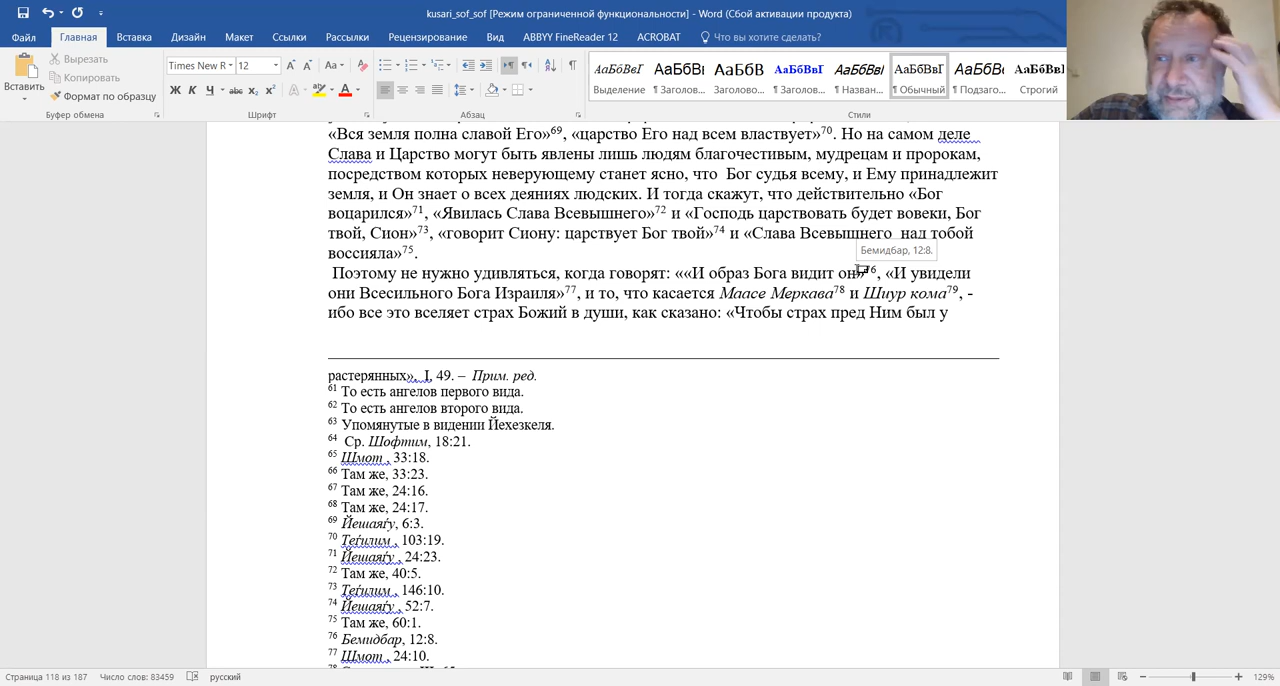 kusari_sof_sof [Режим ограниченной функциональности] - Word (Сбой активации продукта)
Файл Главная Вставка Дизайн Макет Ссылки Рассылки Рецензирование Вид ABBYY FineReader 12 ACROBAT Что вы хотите сделать?
Вставить
Вырезать
Копировать
Формат по образцу
Буфер обмена
Times New R 12
Ж К Ч abc x₂ x²
Шрифт
Абзац
АаБбВвГ АаБбВвГ АаБбВ АаБбВвГ АаБбВвІ АаБбВвГ АаБбВ АаБбВвГ
Выделение ¶ Заголов... Заголово... ¶ Заголов... ¶ Назван... ¶ Обычный ¶ Подзаго... Строгий
Стили
«Вся земля полна славой Его»69, «царство Его над всем властвует»70. Но на самом деле
Слава и Царство могут быть явлены лишь людям благочестивым, мудрецам и пророкам,
посредством которых неверующему станет ясно, что Бог судья всему, и Ему принадлежит
земля, и Он знает о всех деяниях людских. И тогда скажут, что действительно «Бог
воцарился»71, «Явилась Слава Всевышнего»72 и «Господь царствовать будет вовеки, Бог
твой, Сион»73, «говорит Сиону: царствует Бог твой»74 и «Слава Всевышнего над тобой
воссияла»75.
Бемидбар, 12:8.
Поэтому не нужно удивляться, когда говорят: ««И образ Бога видит он»76, «И увидели
они Всесильного Бога Израиля»77, и то, что касается Маасе Меркава78 и Шиур кома79, -
ибо все это вселяет страх Божий в души, как сказано: «Чтобы страх пред Ним был у
растерянных», I, 49. – Прим. ред.
61 То есть ангелов первого вида.
62 То есть ангелов второго вида.
63 Упомянутые в видении Йехезкеля.
64 Ср. Шофтим, 18:21.
65 Шмот , 33:18.
66 Там же, 33:23.
67 Там же, 24:16.
68 Там же, 24:17.
69 Йешаяѓу, 6:3.
70 Теѓилим , 103:19.
71 Йешаяѓу , 24:23.
72 Там же, 40:5.
73 Теѓилим , 146:10.
74 Йешаяѓу , 52:7.
75 Там же, 60:1.
76 Бемидбар, 12:8.
77 Шмот , 24:10.
Страница 118 из 187 Число слов: 83459 русский 129%